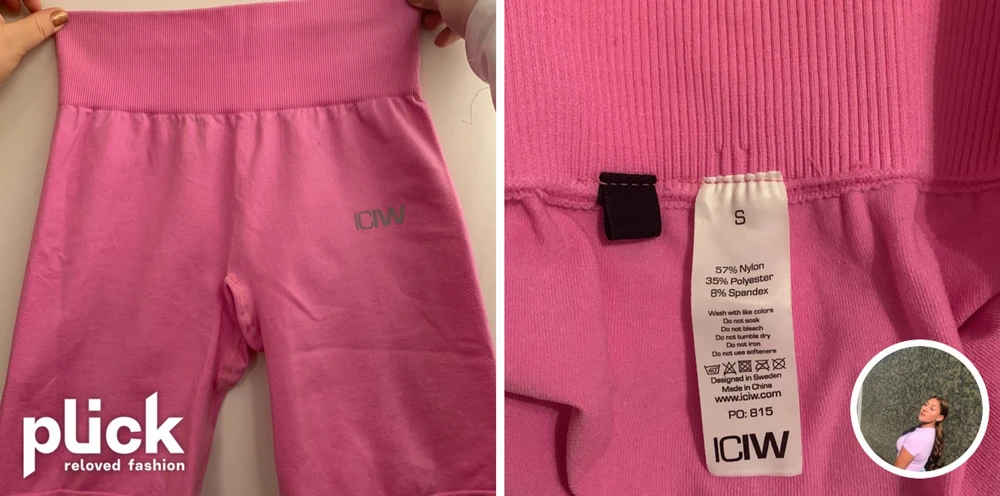 ICIW
plick
reloved fashion
S
57% Nylon
35% Polyester
8% Spandex
Wash with like colors
Do not soak
Do not bleach
Do not tumble dry
Do not iron
Do not use softeners
40°
Designed in Sweden
Made in China
www.iciw.com
PO: 815
ICIW